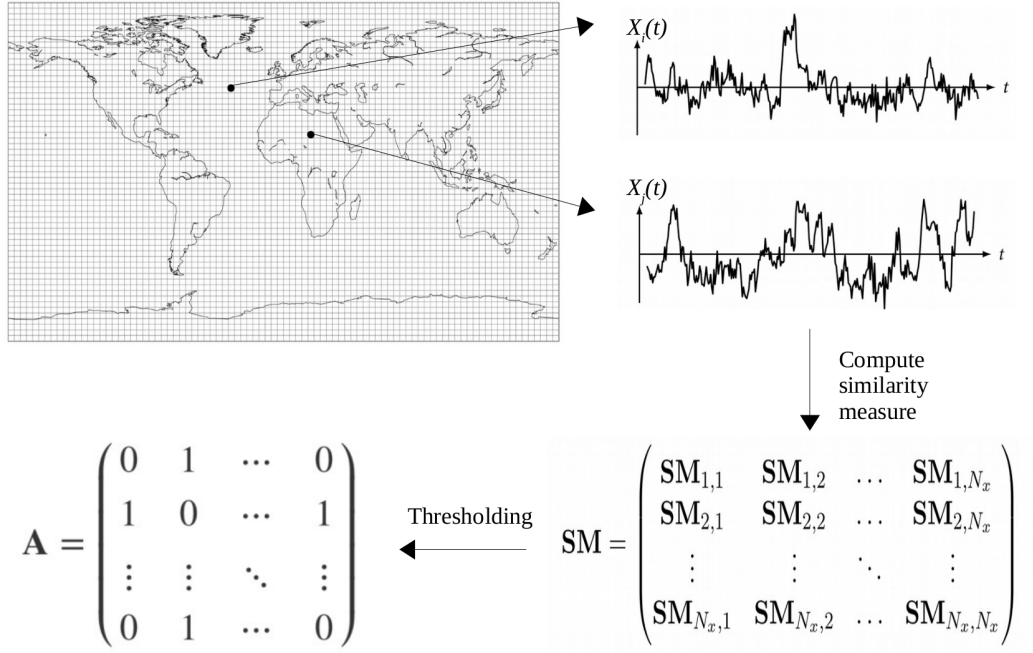 X_i(t)
t
X_j(t)
t
Compute
similarity
measure
SM = 
( SM_{1,1} SM_{1,2} … SM_{1,N_x}
SM_{2,1} SM_{2,2} … SM_{2,N_x}
⋮ ⋮ ⋱ ⋮
SM_{N_x,1} SM_{N_x,2} … SM_{N_x,N_x} )
Thresholding
A =
( 0 1 ⋯ 0
1 0 ⋯ 1
⋮ ⋮ ⋱ ⋮
0 1 ⋯ 0 )